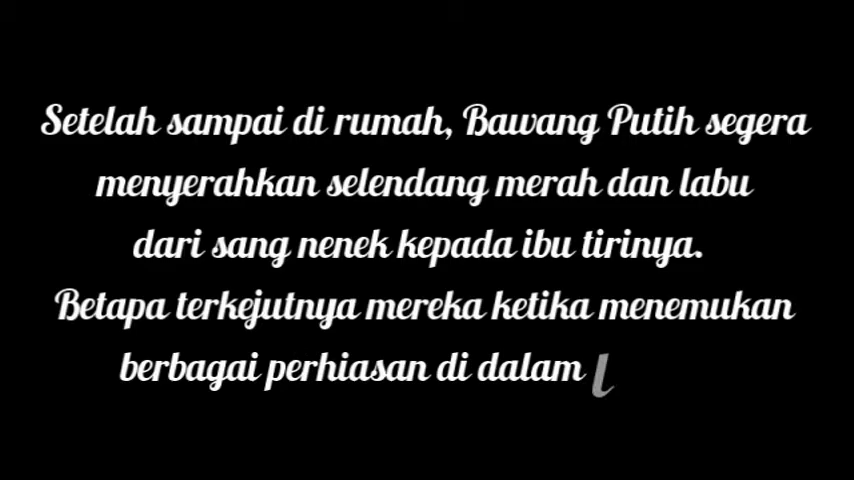 Setelah sampai di rumah, Bawang Putih segera
menyerahkan selendang merah dan labu
dari sang nenek kepada ibu tirinya.
Betapa terkejutnya mereka ketika menemukan
berbagai perhiasan di dalam l